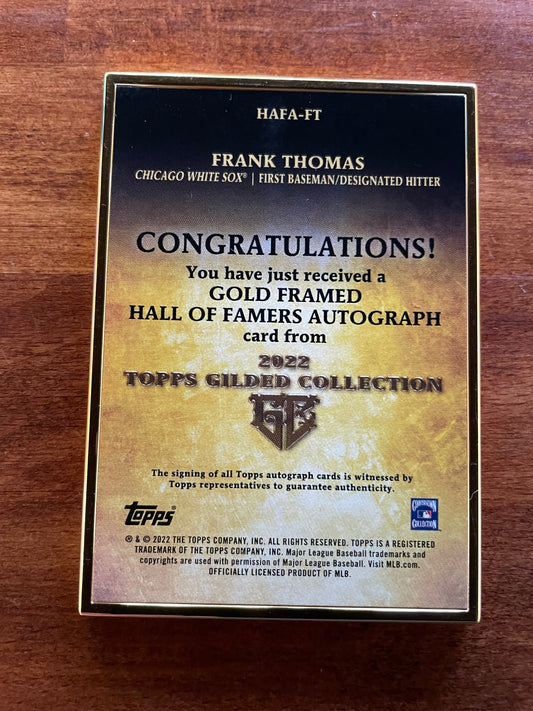 HAFA-FT
FRANK THOMAS
CHICAGO WHITE SOX® | FIRST BASEMAN/DESIGNATED HITTER
CONGRATULATIONS!
You have just received a
GOLD FRAMED
HALL OF FAMERS AUTOGRAPH
card from
2022
TOPPS GILDED COLLECTION
GC
The signing of all Topps autograph cards is witnessed by
Topps representatives to guarantee authenticity.
topps®
COOPERSTOWN
COLLECTION
® & © 2022 THE TOPPS COMPANY, INC. ALL RIGHTS RESERVED. TOPPS IS A REGISTERED
TRADEMARK OF THE TOPPS COMPANY, INC. Major League Baseball trademarks and
copyrights are used with permission of Major League Baseball. Visit MLB.com.
OFFICIALLY LICENSED PRODUCT OF MLB.